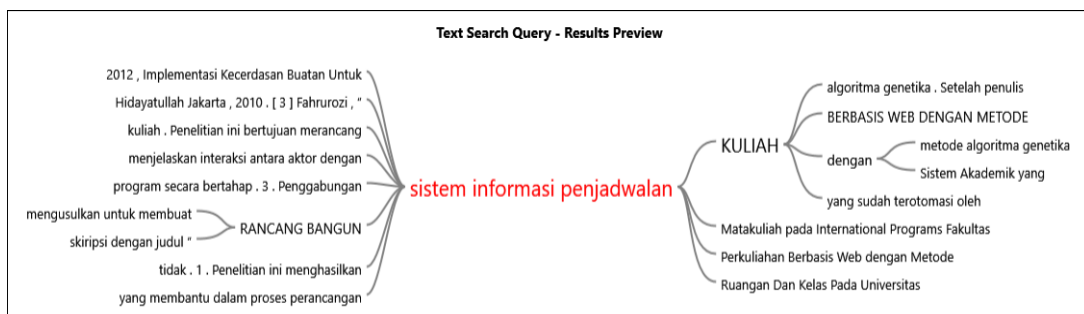 Text Search Query - Results Preview
2012 , Implementasi Kecerdasan Buatan Untuk
Hidayatullah Jakarta , 2010 . [ 3 ] Fahrurozi , "
kuliah . Penelitian ini bertujuan merancang
menjelaskan interaksi antara aktor dengan
program secara bertahap . 3 . Penggabungan
mengusulkan untuk membuat
skiripsi dengan judul "
RANCANG BANGUN
tidak . 1 . Penelitian ini menghasilkan
yang membantu dalam proses perancangan
sistem informasi penjadwalan
KULIAH
algoritma genetika . Setelah penulis
BERBASIS WEB DENGAN METODE
dengan
metode algoritma genetika
Sistem Akademik yang
yang sudah terotomasi oleh
Matakuliah pada International Programs Fakultas
Perkuliahan Berbasis Web dengan Metode
Ruangan Dan Kelas Pada Universitas